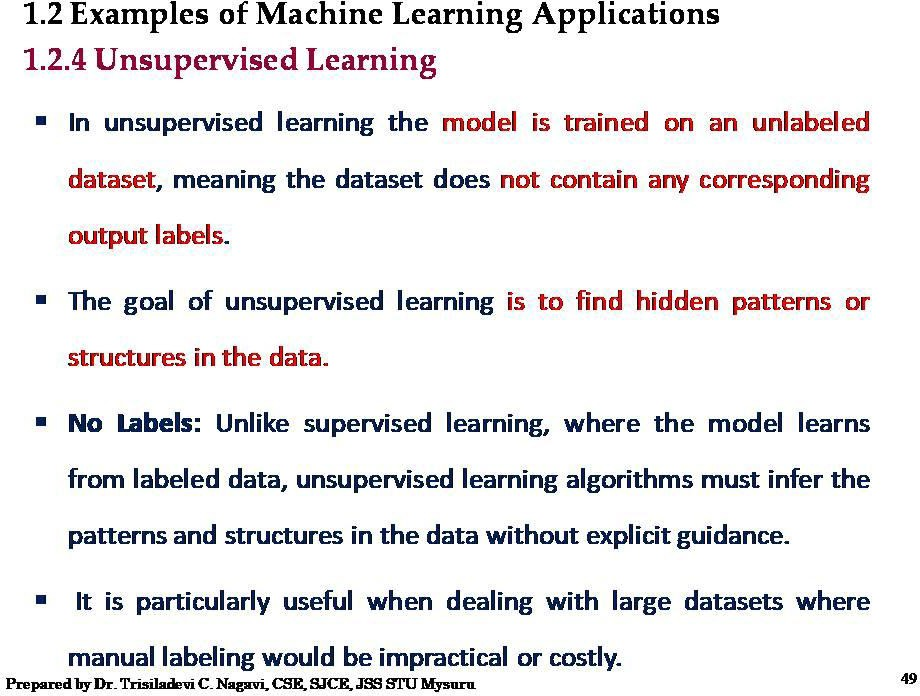 1.2 Examples of Machine Learning Applications
1.2.4 Unsupervised Learning
▪ In unsupervised learning the model is trained on an unlabeled
dataset, meaning the dataset does not contain any corresponding
output labels.
▪ The goal of unsupervised learning is to find hidden patterns or
structures in the data.
▪ No Labels: Unlike supervised learning, where the model learns
from labeled data, unsupervised learning algorithms must infer the
patterns and structures in the data without explicit guidance.
▪ It is particularly useful when dealing with large datasets where
manual labeling would be impractical or costly.
Prepared by Dr. Trisiladevi C. Nagavi, CSE, SJCE, JSS STU Mysuru
49